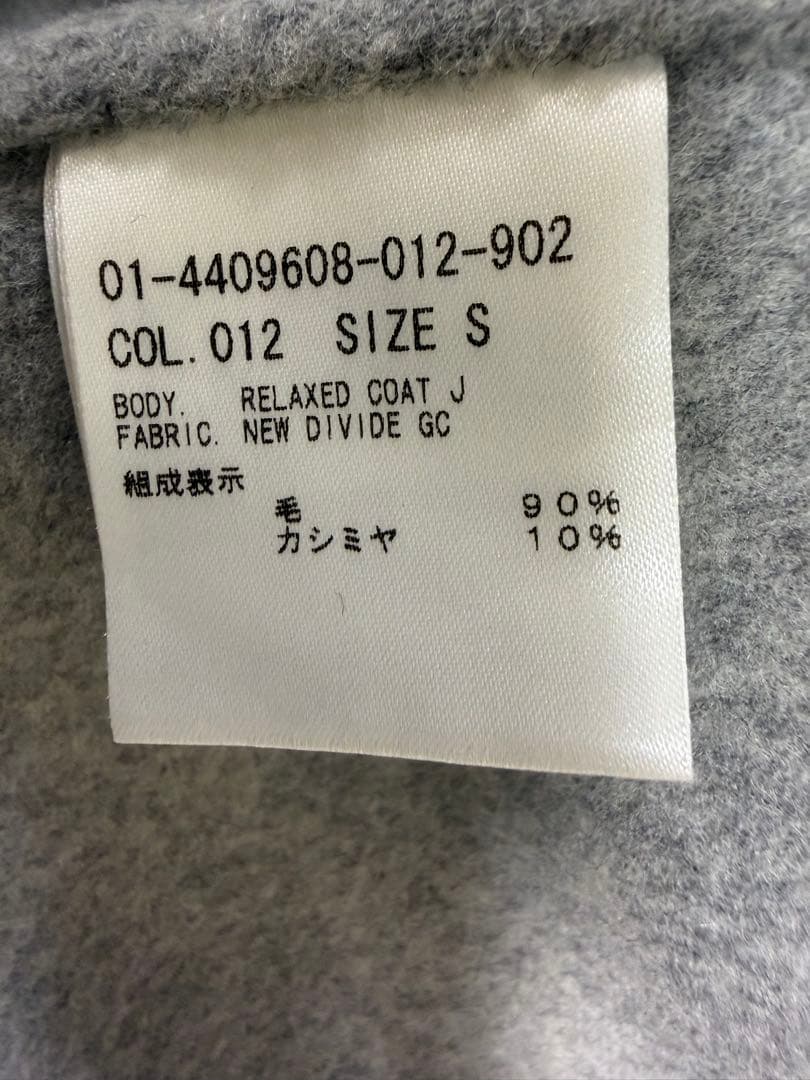 01-4409608-012-902
COL.012 SIZE S
BODY. RELAXED COAT J
FABRIC. NEW DIVIDE GC
組成表示
毛 90%
カシミヤ 10%